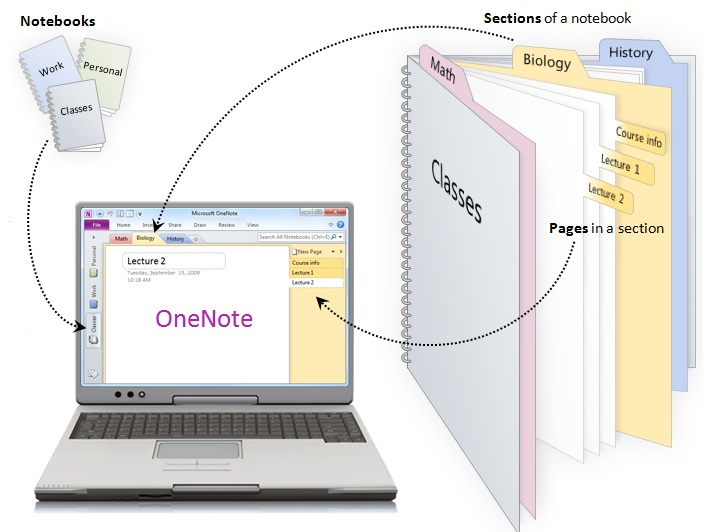 Notebooks
Work
Personal
Classes
Sections of a notebook
Math
Biology
History
Course info
Lecture 1
Lecture 2
Classes
Pages in a section
Microsoft OneNote
File
Home
Insert
Share
Draw
Review
View
Math
Biology
History
Search All Notebooks (Ctrl+E)
Personal
Work
Classes
Lecture 2
Tuesday, September 15, 2009
10:18 AM
OneNote
New Page
Course info
Lecture 1
Lecture 2